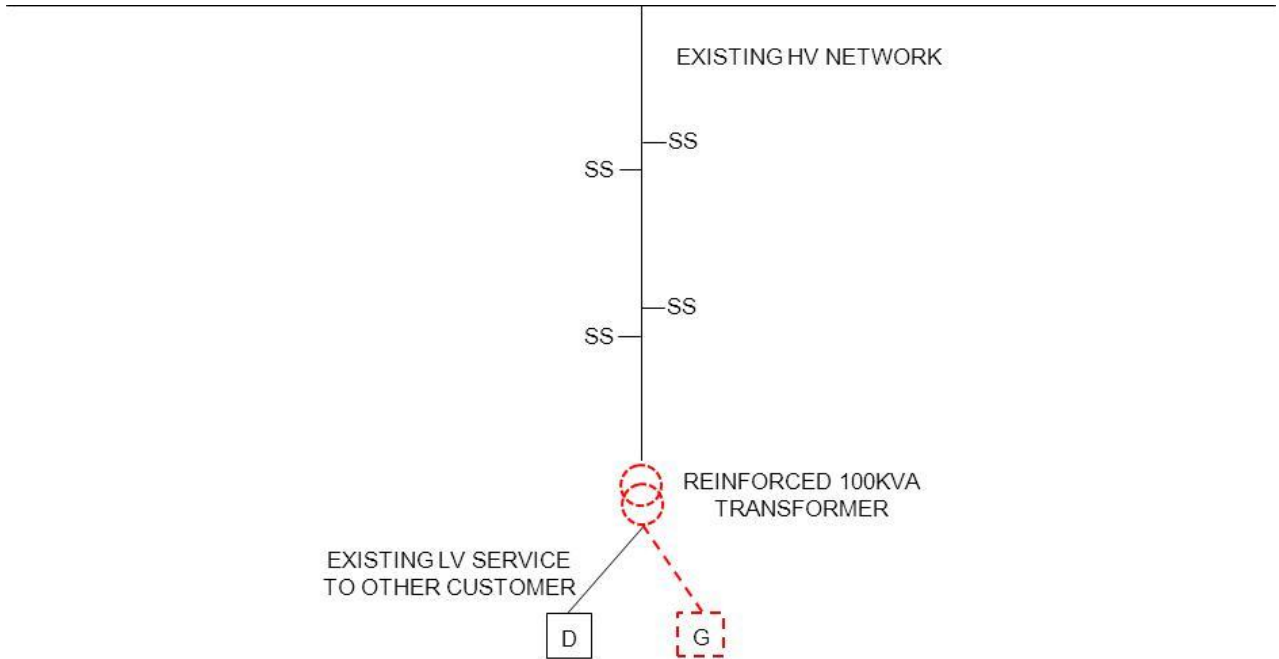 EXISTING HV NETWORK
SS
SS
SS
SS
REINFORCED 100KVA
TRANSFORMER
EXISTING LV SERVICE
TO OTHER CUSTOMER
D
G